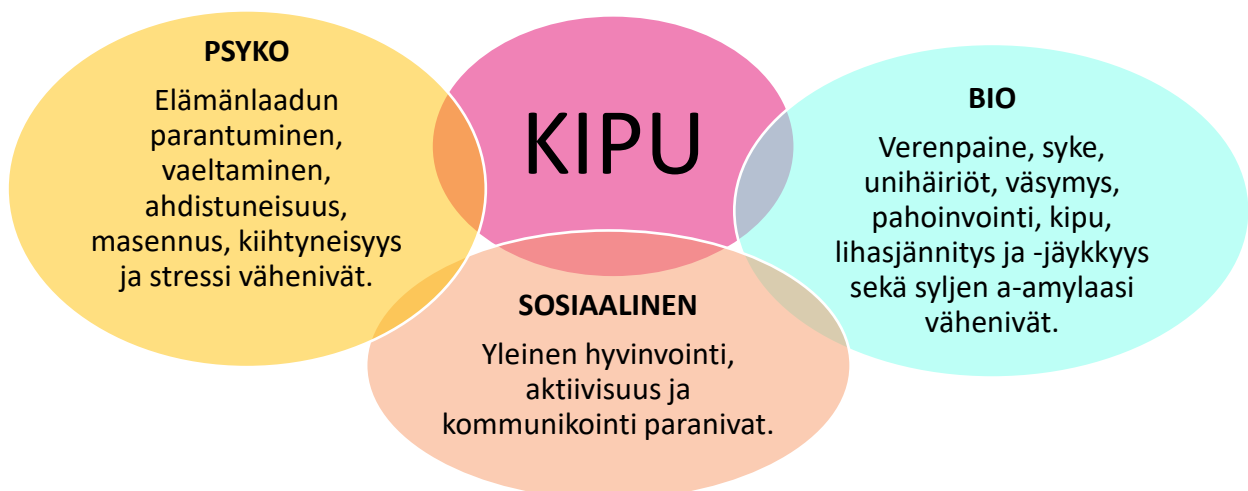 PSYKO
Elämänlaadun
parantuminen,
vaeltaminen,
ahdistuneisuus,
masennus, kiihtyneisyys
ja stressi vähenivät.
KIPU
BIO
Verenpaine, syke,
unihäiriöt, väsymys,
pahoinvointi, kipu,
lihasjännitys ja -jäykkyys
sekä syljen a-amylaasi
vähenivät.
SOSIAALINEN
Yleinen hyvinvointi,
aktiivisuus ja
kommunikointi paranivat.